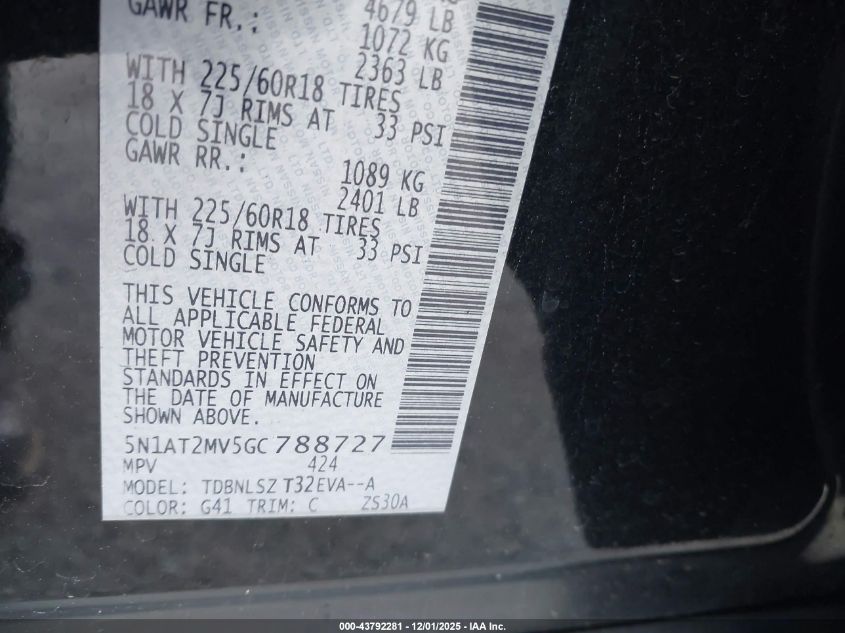 GAWR FR.:
4679 LB
1072 KG
2363 LB
WITH 225/60R18 TIRES
18 X 7J RIMS AT 33 PSI
COLD SINGLE
GAWR RR.:
1089 KG
2401 LB
WITH 225/60R18 TIRES
18 X 7J RIMS AT 33 PSI
COLD SINGLE
THIS VEHICLE CONFORMS TO
ALL APPLICABLE FEDERAL
MOTOR VEHICLE SAFETY AND
THEFT PREVENTION
STANDARDS IN EFFECT ON
THE DATE OF MANUFACTURE
SHOWN ABOVE.
5N1AT2MV5GC788727
MPV 424
MODEL: TDBNLSZ T32EVA--A
COLOR: G41 TRIM: C ZS30A
000-43792281 - 12/01/2025 - IAA Inc.